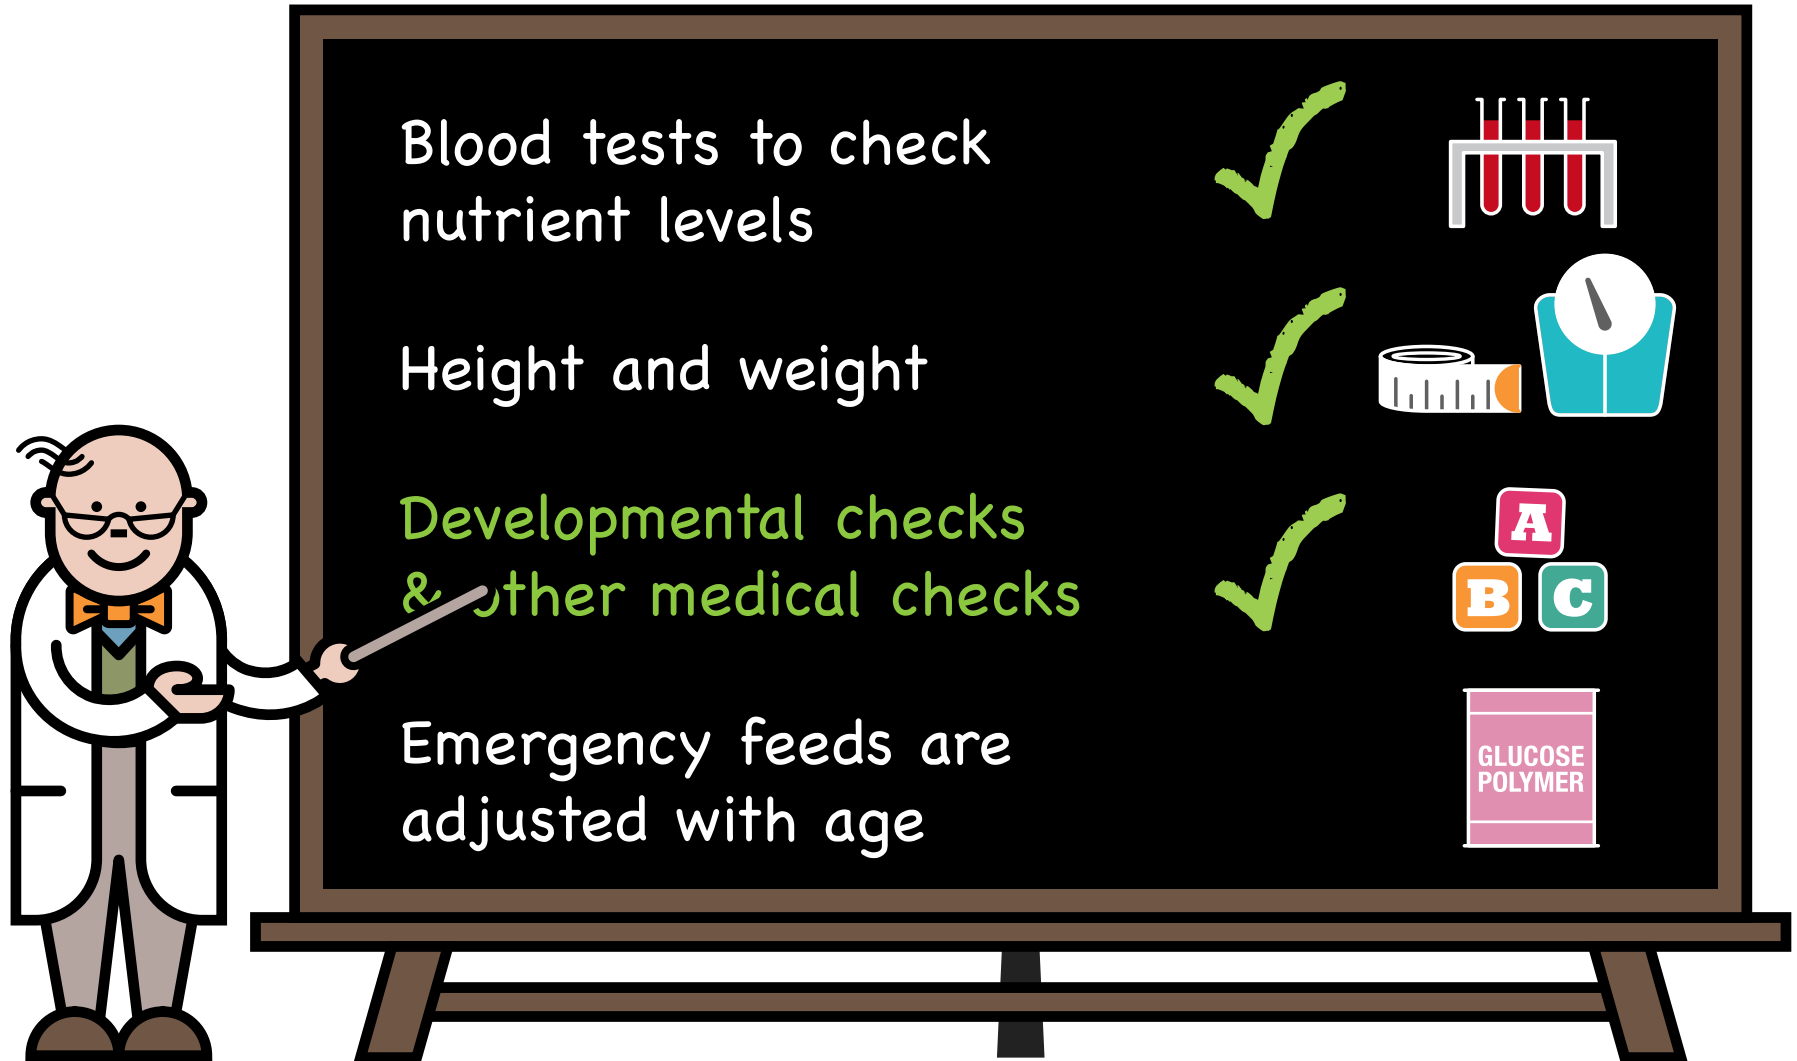 Blood tests to check
nutrient levels
Height and weight
Developmental checks
& other medical checks
Emergency feeds are
adjusted with age
A
B C
GLUCOSE
POLYMER